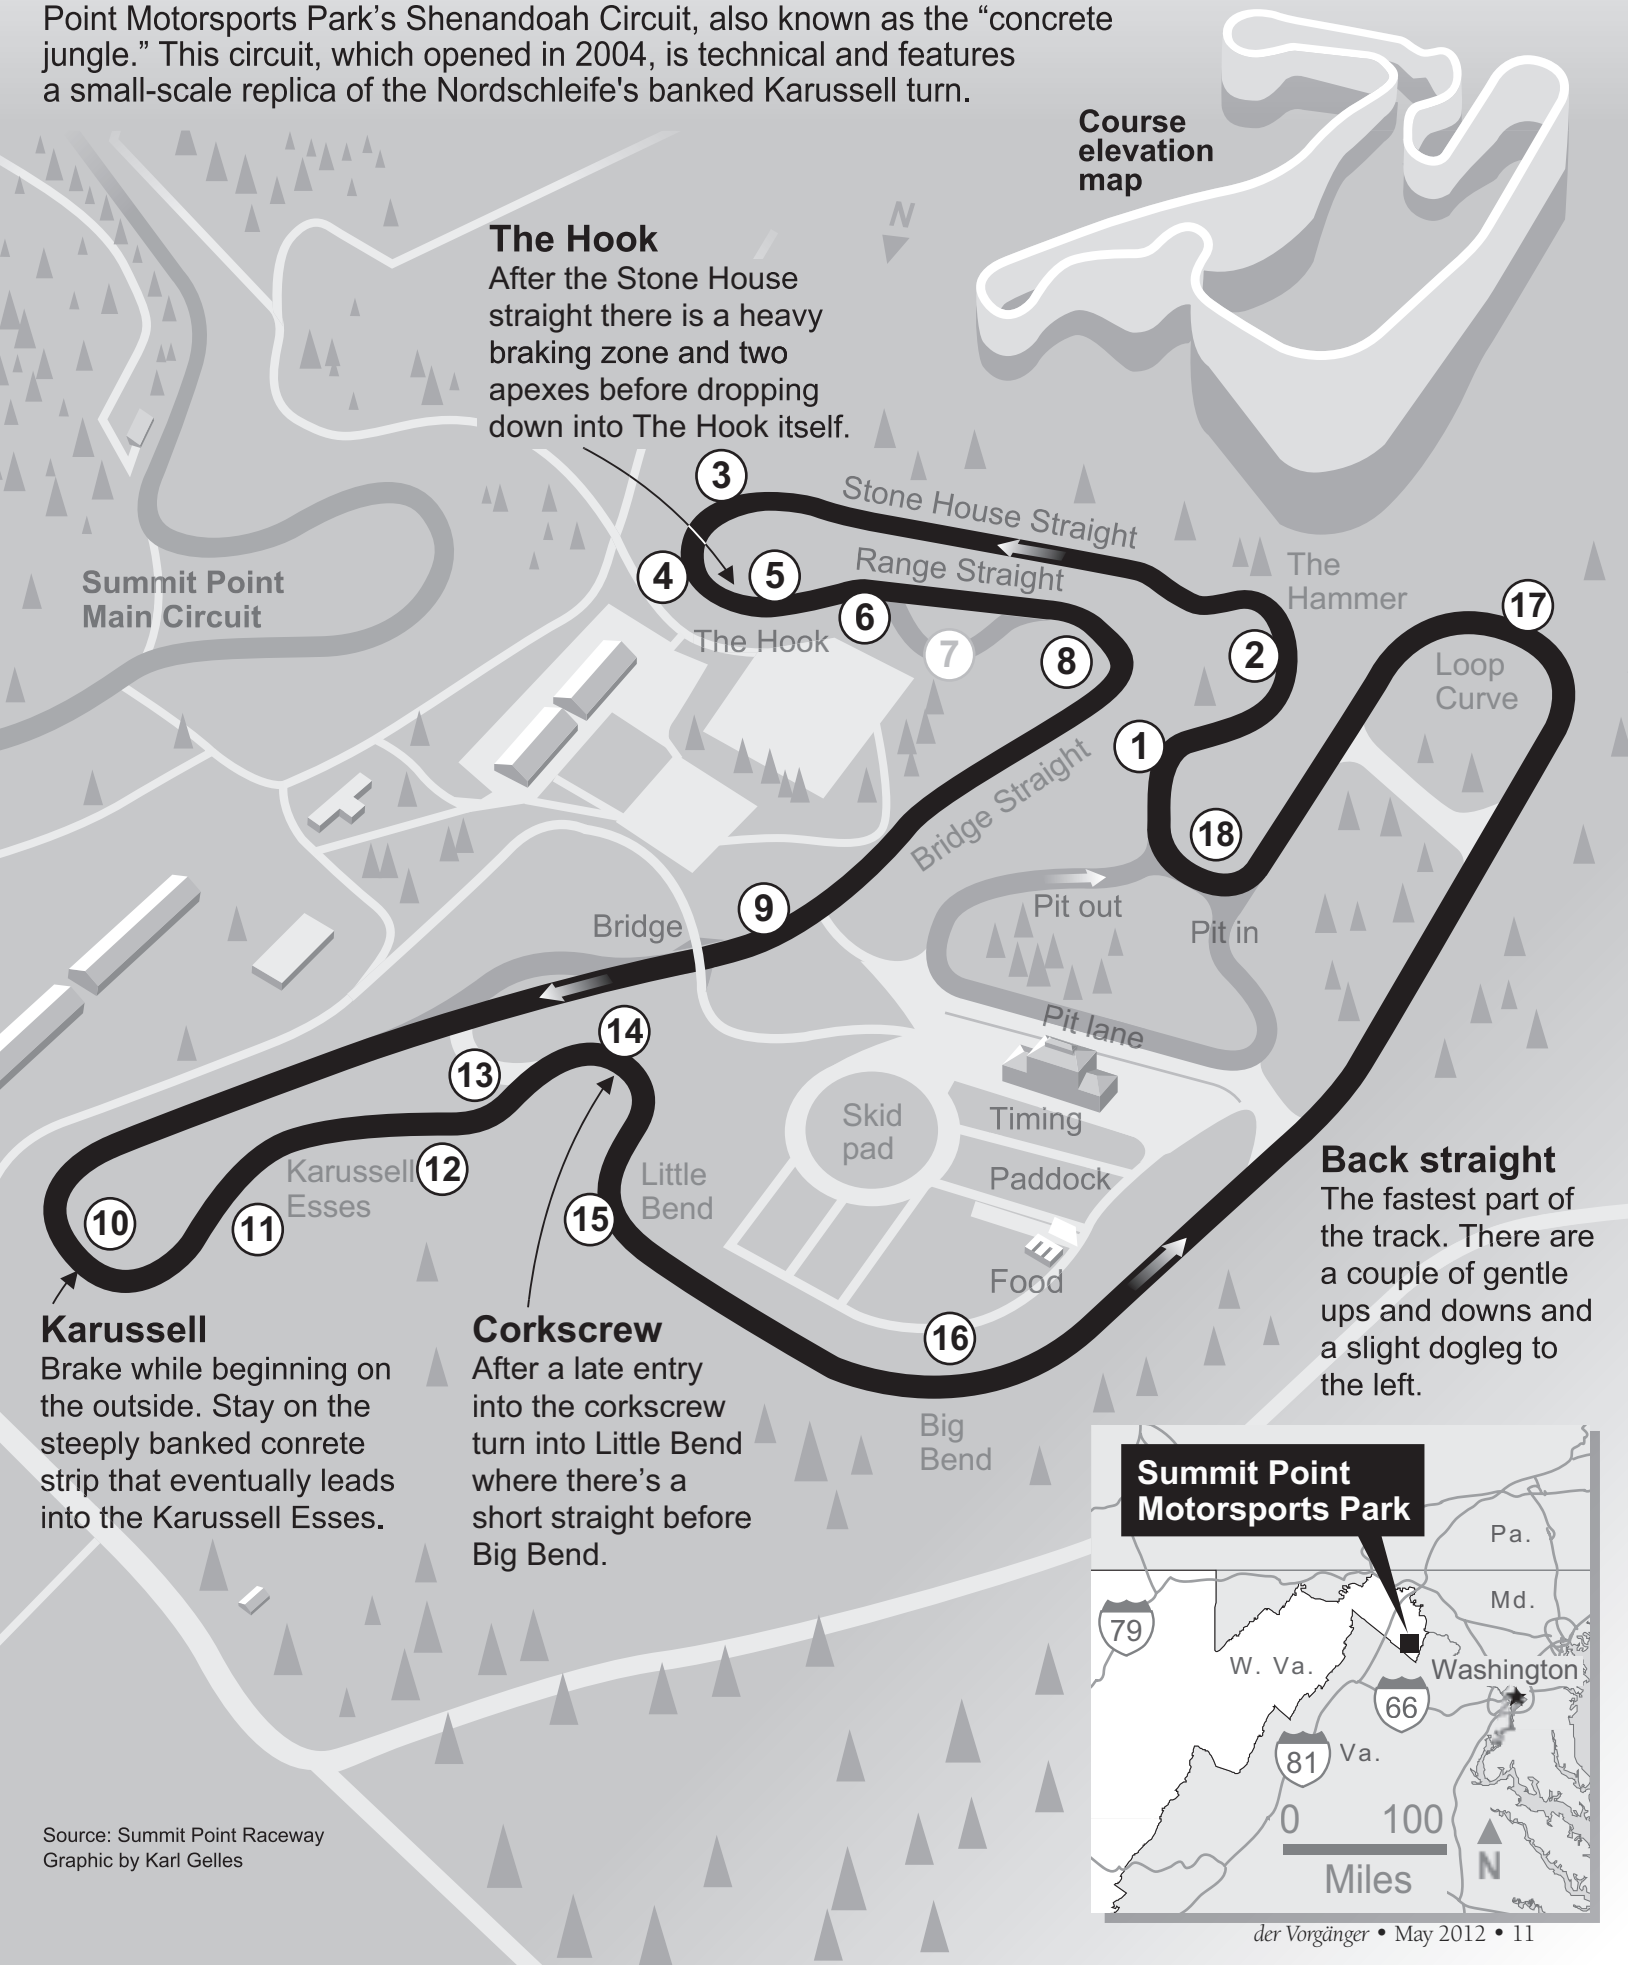 Point Motorsports Park’s Shenandoah Circuit, also known as the “concrete
jungle.” This circuit, which opened in 2004, is technical and features
a small-scale replica of the Nordschleife's banked Karussell turn.
Course
elevation
map
N
The Hook
After the Stone House
straight there is a heavy
braking zone and two
apexes before dropping
down into The Hook itself.
3
Stone House Straight
Range Straight
4
5
6
The Hook
7
8
The
Hammer
2
1
17
Loop
Curve
18
Summit Point
Main Circuit
Bridge Straight
9
Bridge
Pit out
Pit in
Pit lane
14
13
12
Karussell
Esses
11
10
15
Little
Bend
Skid
pad
Timing
Paddock
Food
16
Big
Bend
Back straight
The fastest part of
the track. There are
a couple of gentle
ups and downs and
a slight dogleg to
the left.
Karussell
Brake while beginning on
the outside. Stay on the
steeply banked conrete
strip that eventually leads
into the Karussell Esses.
Corkscrew
After a late entry
into the corkscrew
turn into Little Bend
where there’s a
short straight before
Big Bend.
Summit Point
Motorsports Park
Pa.
Md.
79
W. Va.
Washington
66
81
Va.
0 100
Miles
N
Source: Summit Point Raceway
Graphic by Karl Gelles
der Vorgänger • May 2012 • 11